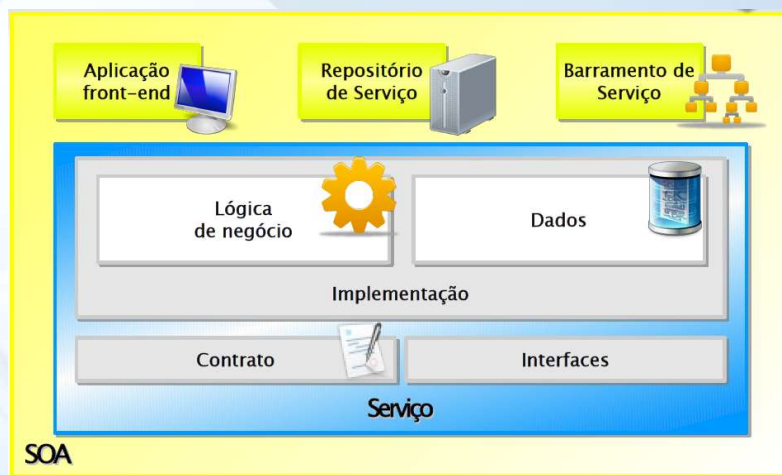 Aplicação
front-end
Repositório
de Serviço
Barramento de
Serviço
Lógica
de negócio
Dados
Implementação
Contrato
Interfaces
Serviço
SOA